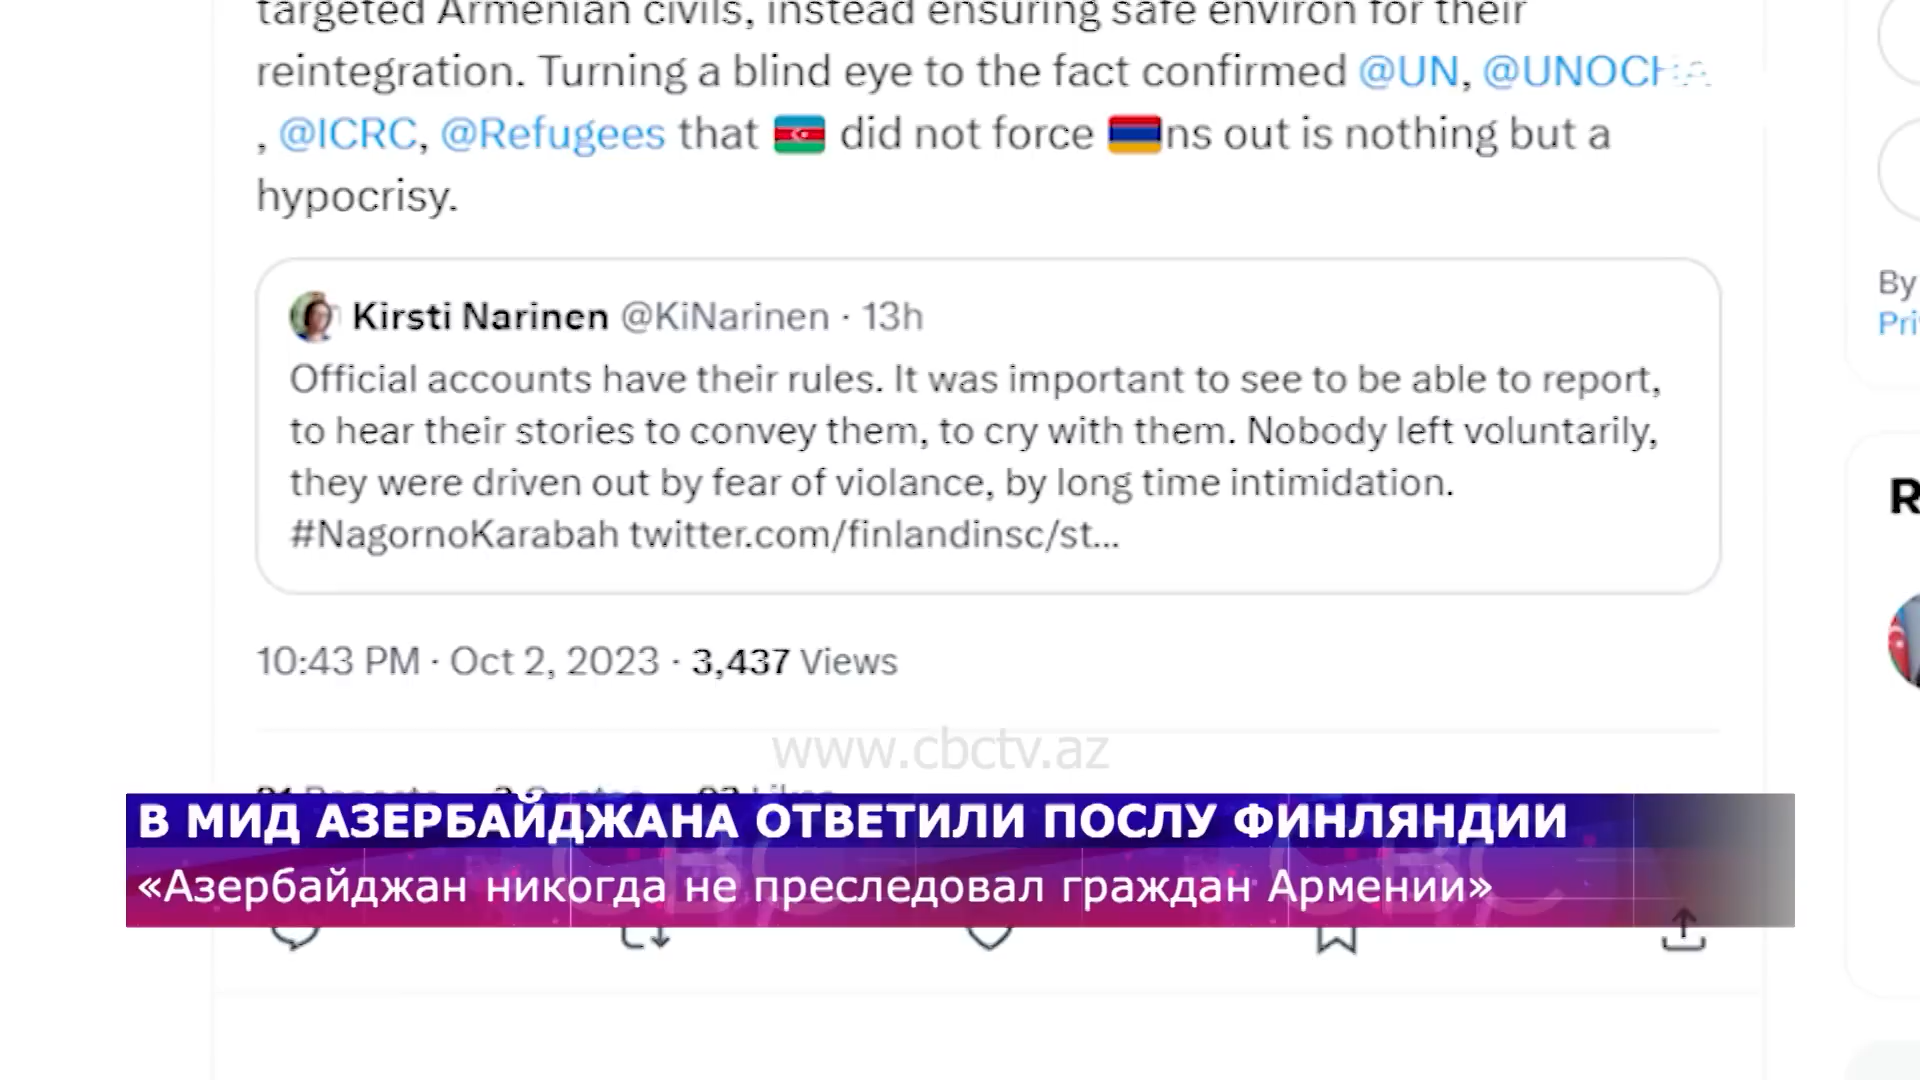 targeted Armenian civils, instead ensuring safe environ for their
reintegration. Turning a blind eye to the fact confirmed @UN, @UNOCHA
, @ICRC, @Refugees that 🇦🇿 did not force 🇦🇲ns out is nothing but a
hypocrisy.
Kirsti Narinen @KiNarinen · 13h
Official accounts have their rules. It was important to see to be able to report,
to hear their stories to convey them, to cry with them. Nobody left voluntarily,
they were driven out by fear of violance, by long time intimidation.
#NagornoKarabah twitter.com/finlandinsc/st...
10:43 PM · Oct 2, 2023 · 3,437 Views
www.cbctv.az
В МИД АЗЕРБАЙДЖАНА ОТВЕТИЛИ ПОСЛУ ФИНЛЯНДИИ
«Азербайджан никогда не преследовал граждан Армении»
CBC CBC
By